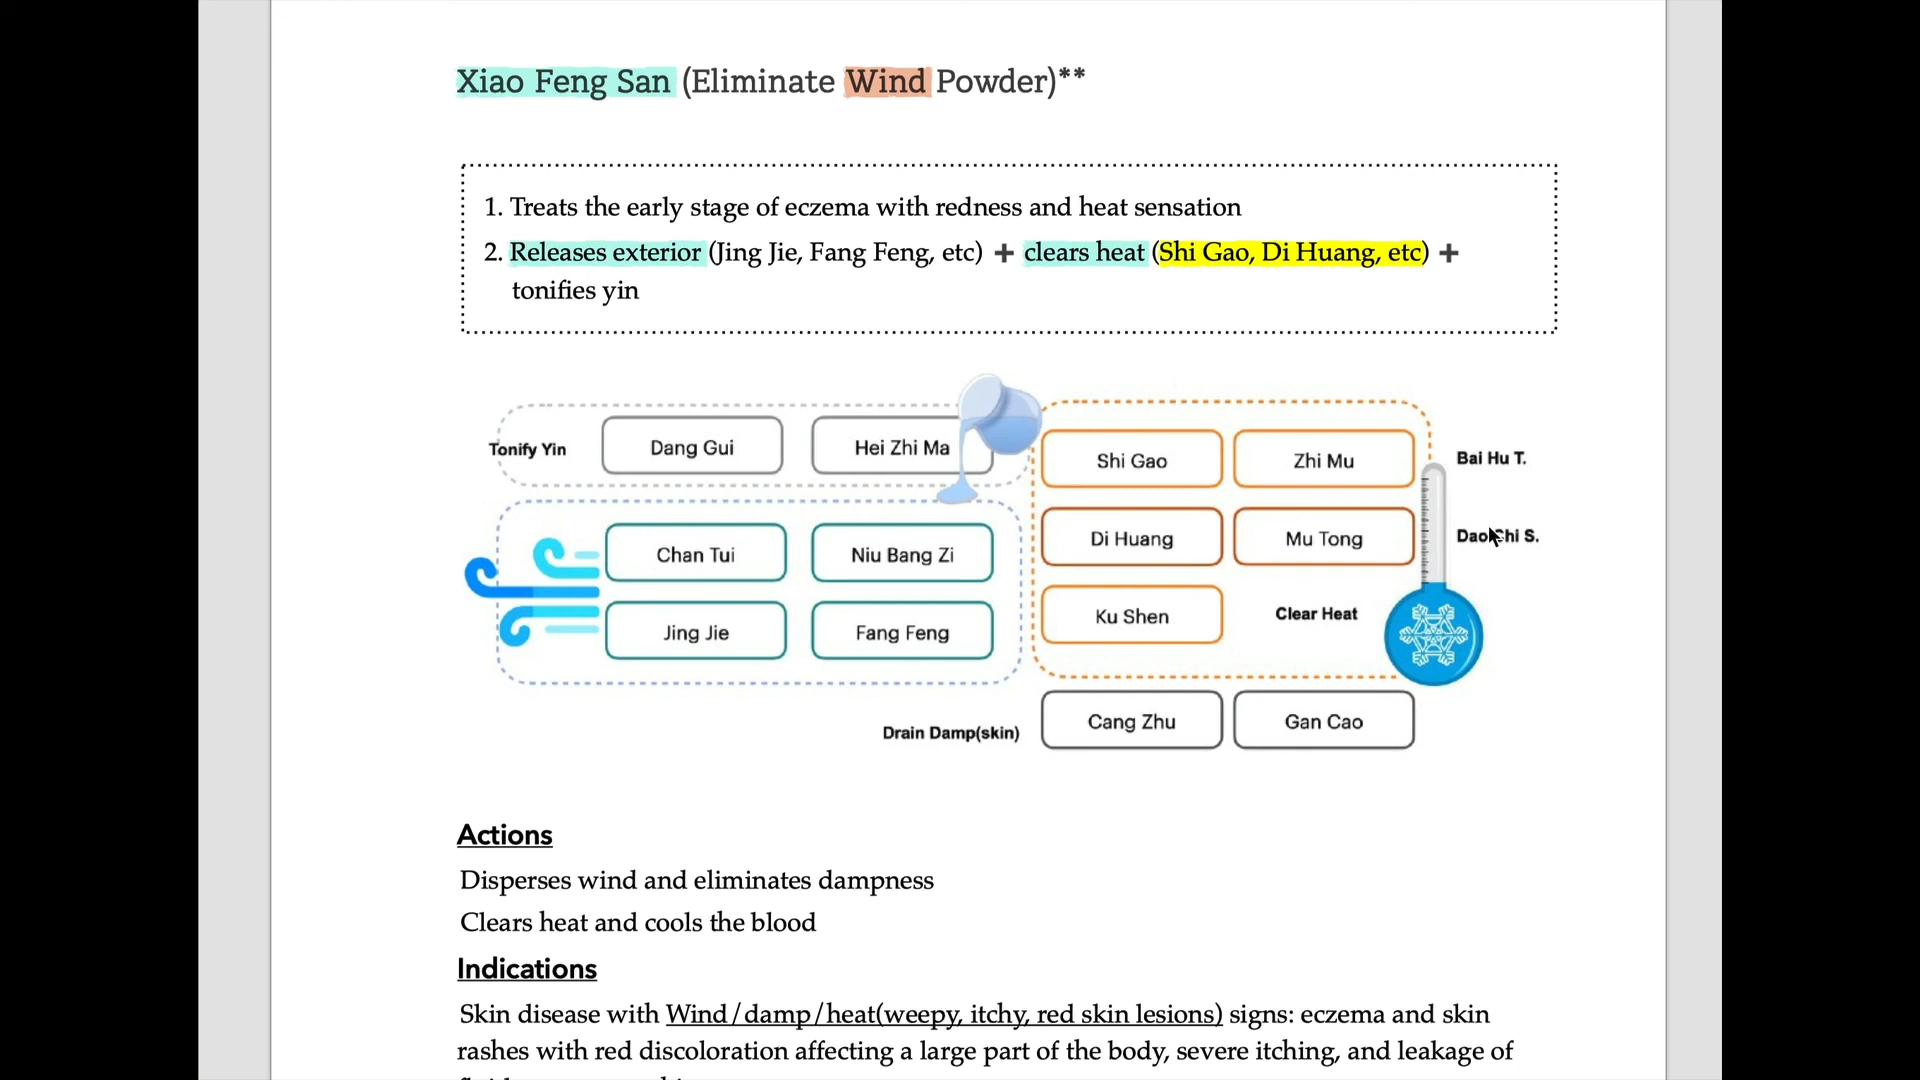 Xiao Feng San (Eliminate Wind Powder)**
1. Treats the early stage of eczema with redness and heat sensation
2. Releases exterior (Jing Jie, Fang Feng, etc) + clears heat (Shi Gao, Di Huang, etc) +
tonifies yin
Tonify Yin
Dang Gui
Hei Zhi Ma
Shi Gao
Zhi Mu
Bai Hu T.
Chan Tui
Niu Bang Zi
Di Huang
Mu Tong
Dao Chi S.
Jing Jie
Fang Feng
Ku Shen
Clear Heat
Drain Damp(skin)
Cang Zhu
Gan Cao
Actions
Disperses wind and eliminates dampness
Clears heat and cools the blood
Indications
Skin disease with Wind/damp/heat(weepy, itchy, red skin lesions) signs: eczema and skin
rashes with red discoloration affecting a large part of the body, severe itching, and leakage of